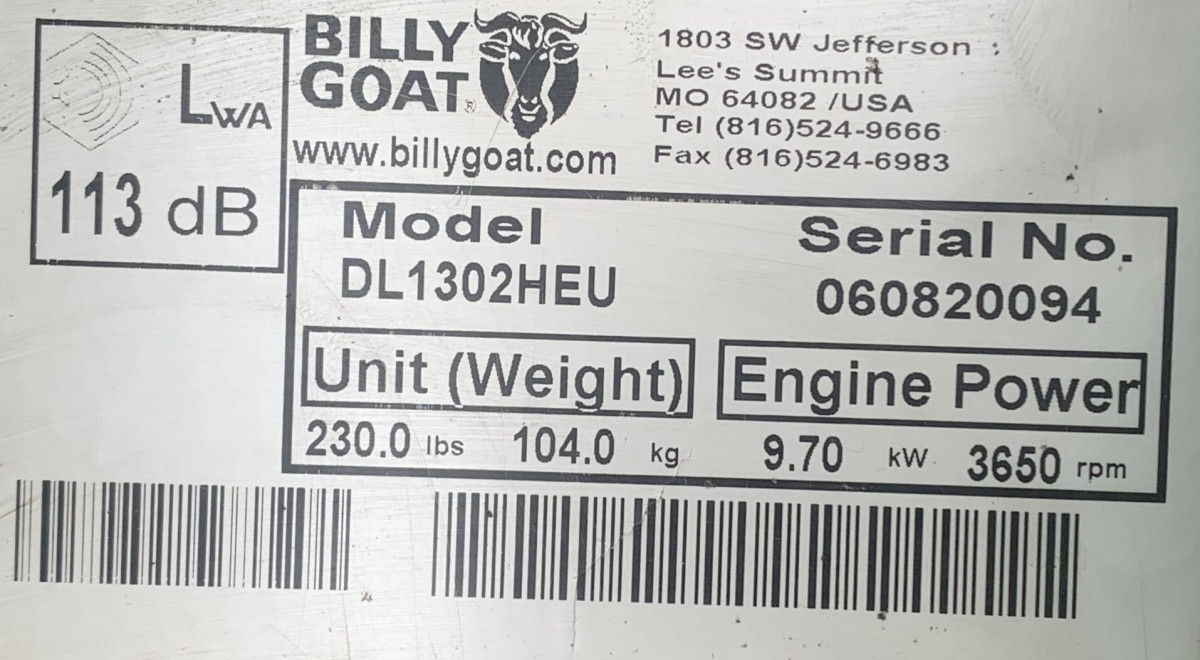 LWA
113 dB
BILLY
GOAT®
www.billygoat.com
1803 SW Jefferson
Lee's Summit
MO 64082 /USA
Tel (816)524-9666
Fax (816)524-6983
Model
DL1302HEU
Serial No.
060820094
Unit (Weight)
230.0 lbs 104.0 kg
Engine Power
9.70 kW 3650 rpm